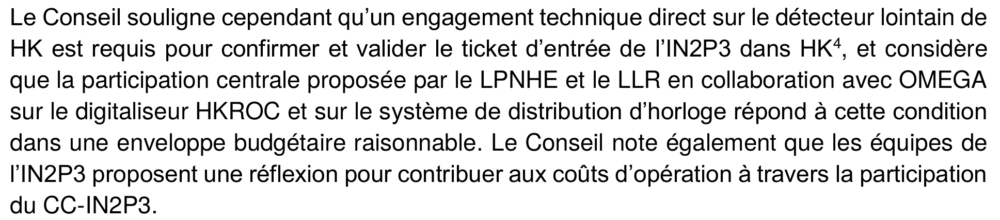 Le Conseil souligne cependant qu’un engagement technique direct sur le détecteur lointain de
HK est requis pour confirmer et valider le ticket d’entrée de l’IN2P3 dans HK⁴, et considère
que la participation centrale proposée par le LPNHE et le LLR en collaboration avec OMEGA
sur le digitaliseur HKROC et sur le système de distribution d’horloge répond à cette condition
dans une enveloppe budgétaire raisonnable. Le Conseil note également que les équipes de
l’IN2P3 proposent une réflexion pour contribuer aux coûts d’opération à travers la participation
du CC-IN2P3.